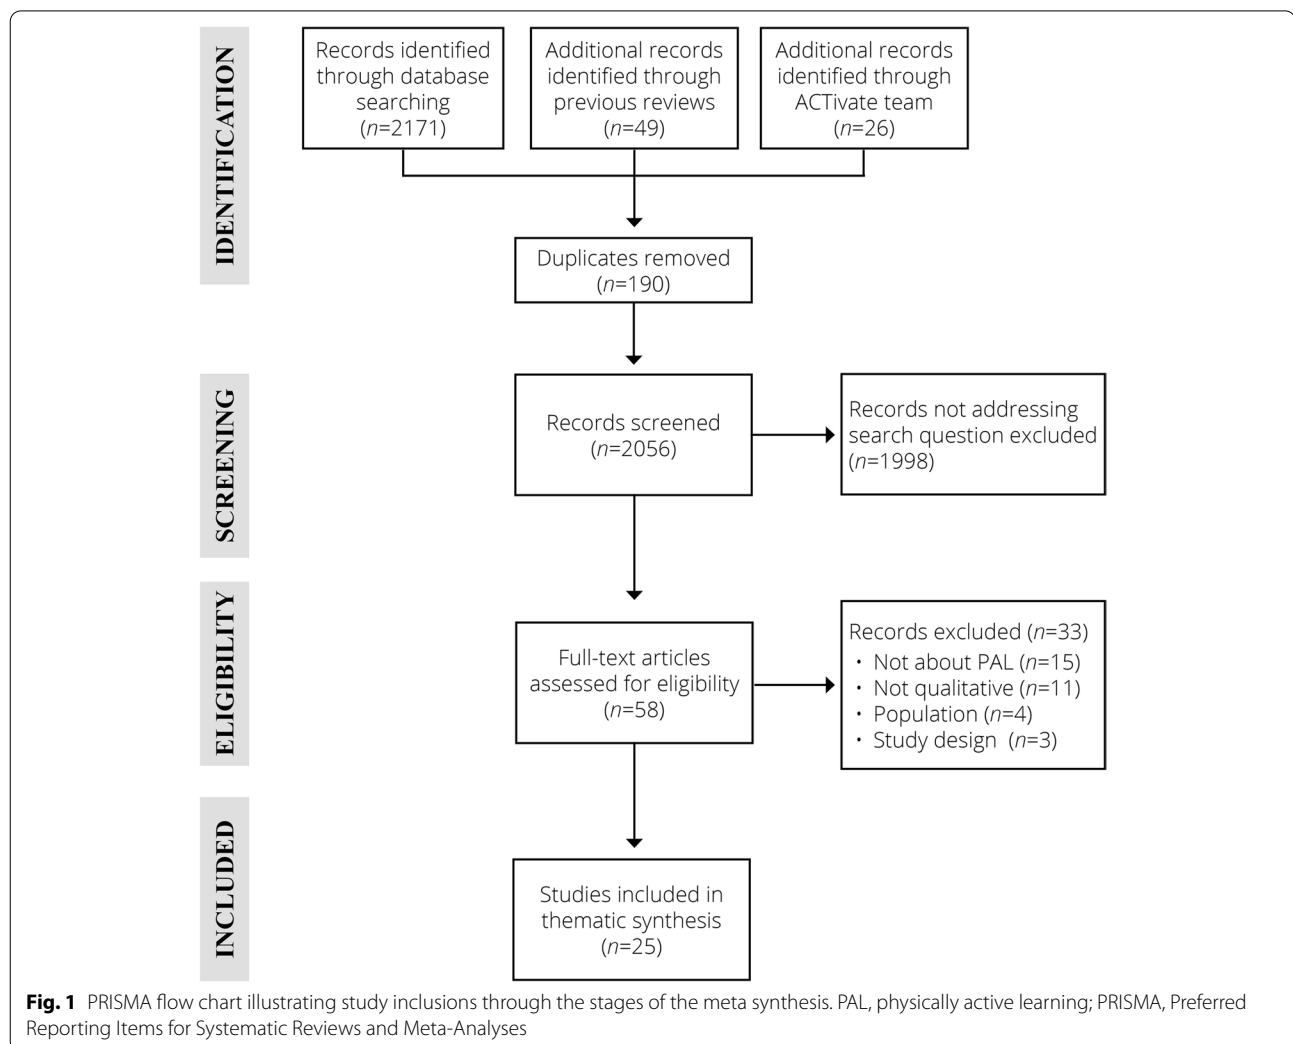 IDENTIFICATION
Records identified
through database
searching
(n=2171)
Additional records
identified through
previous reviews
(n=49)
Additional records
identified through
ACTivate team
(n=26)
Duplicates removed
(n=190)
SCREENING
Records screened
(n=2056)
Records not addressing
search question excluded
(n=1998)
ELIGIBILITY
Full-text articles
assessed for eligibility
(n=58)
Records excluded (n=33)
• Not about PAL (n=15)
• Not qualitative (n=11)
• Population (n=4)
• Study design (n=3)
INCLUDED
Studies included in
thematic synthesis
(n=25)
Fig. 1 PRISMA flow chart illustrating study inclusions through the stages of the meta synthesis. PAL, physically active learning; PRISMA, Preferred
Reporting Items for Systematic Reviews and Meta-Analyses